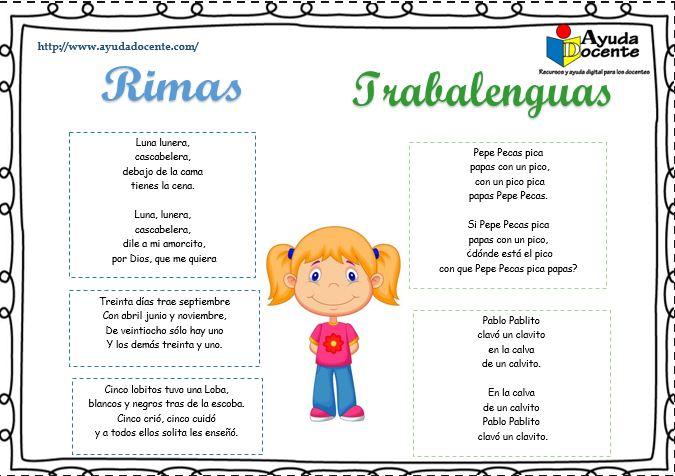 http://www.ayudadocente.com/
Ayuda
Docente
Recursos y ayuda digital para los docentes
Rimas
Luna lunera,
cascabelera,
debajo de la cama
tienes la cena.
Luna, lunera,
cascabelera,
dile a mi amorcito,
por Dios, que me quiera
Treinta días trae septiembre
Con abril junio y noviembre,
De veintiocho sólo hay uno
Y los demás treinta y uno.
Cinco lobitos tuvo una Loba,
blancos y negros tras de la escoba.
Cinco crió, cinco cuidó
y a todos ellos solita les enseñó.
Trabalenguas
Pepe Pecas pica
papas con un pico,
con un pico pica
papas Pepe Pecas.
Si Pepe Pecas pica
papas con un pico,
¿dónde está el pico
con que Pepe Pecas pica papas?
Pablo Pablito
clavó un clavito
en la calva
de un calvito.
En la calva
de un calvito
Pablo Pablito
clavó un clavito.